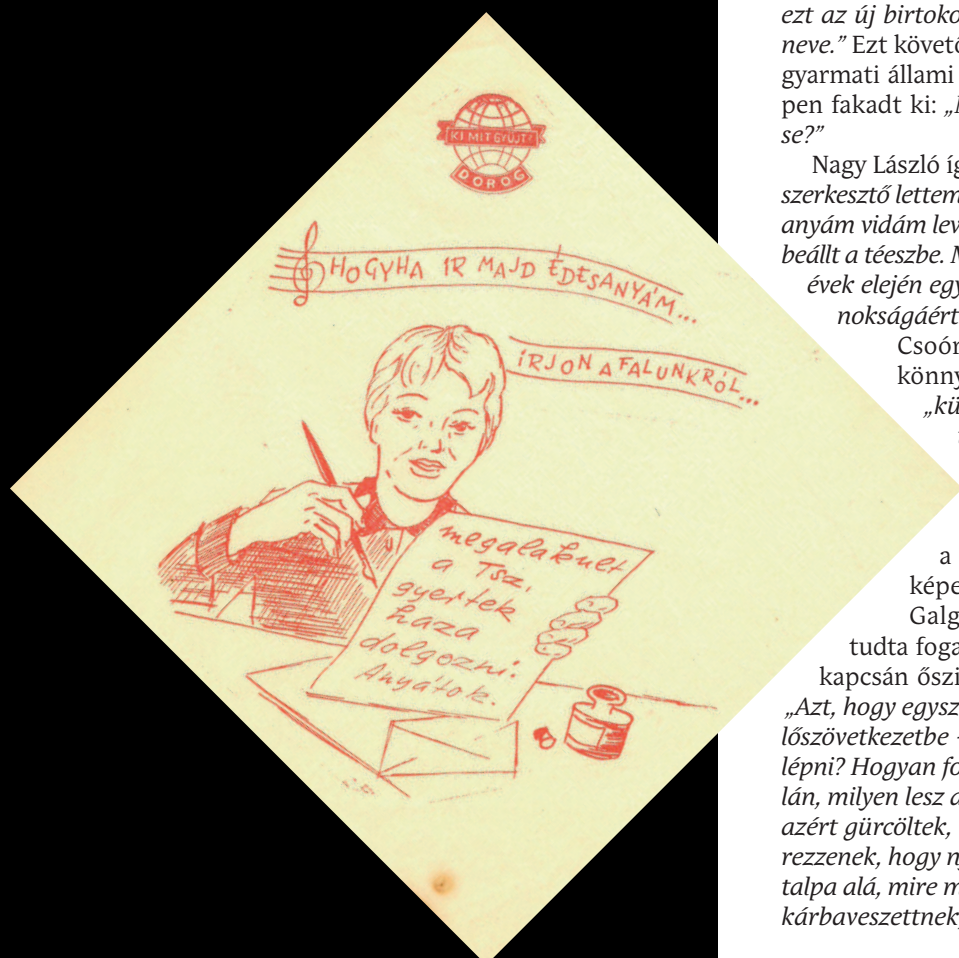 KI MIT GYŰJT?
DOROG
HOGYHA IR MAJD ÉDESANYÁM...
ÍRJON A FALUNKRÓL...
megalakult
a Tsz.
gyertek
haza
dolgozni.
Anyátok.
ezt az új birtoko
neve.” Ezt követő
gyarmati állami
pen fakadt ki: „
se?”
Nagy László íg
szerkesztő lettem
anyám vidám lev
beállt a téeszbe. M
évek elején egy
nokságáért
Csoór
könny
„kü
a
képe
Galg
tudta foga
kapcsán őszi
„Azt, hogy egysz
lőszövetkezetbe
lépni? Hogyan fo
lán, milyen lesz a
azért gürcöltek,
rezzenek, hogy n
talpa alá, mire m
kárbaveszettnek,